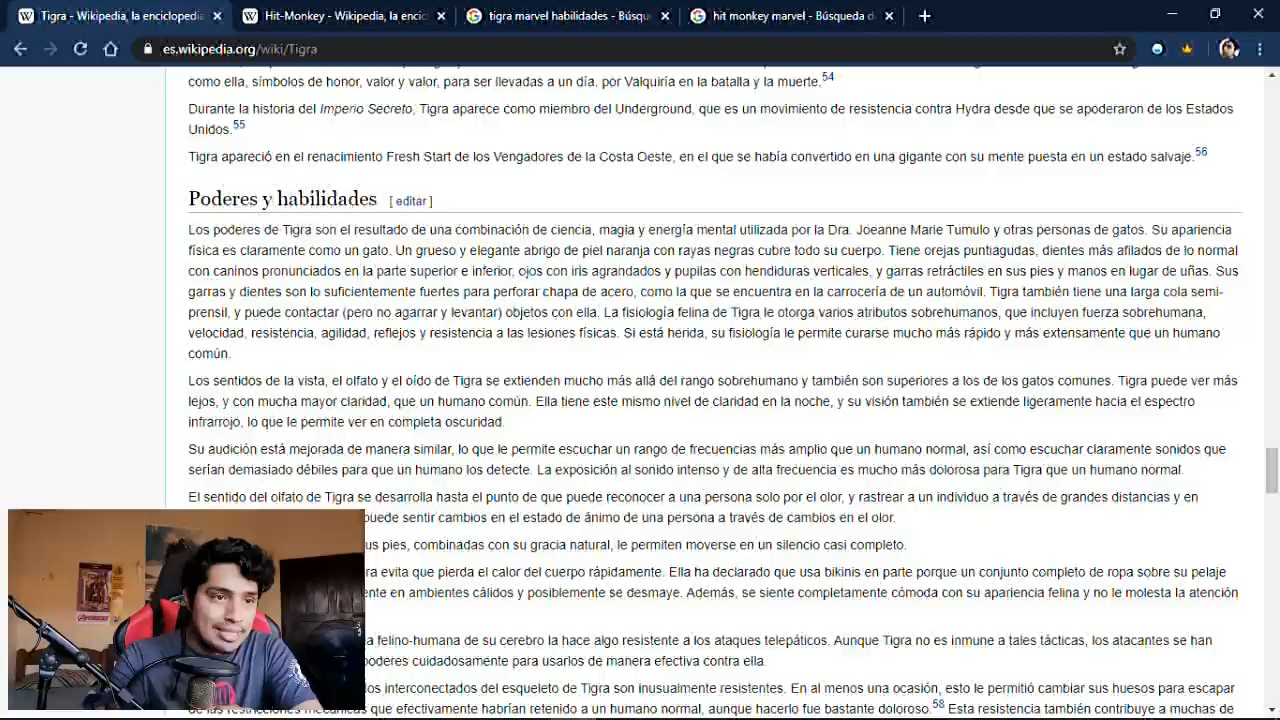 Tigra - Wikipedia, la enciclopedia
Hit-Monkey - Wikipedia, la encic
tigra marvel habilidades - Búsqu
hit monkey marvel - Búsqueda d
es.wikipedia.org/wiki/Tigra
como ella, símbolos de honor, valor y valor, para ser llevadas a un día. por Valquiría en la batalla y la muerte.54
Durante la historia del Imperio Secreto, Tigra aparece como miembro del Underground, que es un movimiento de resistencia contra Hydra desde que se apoderaron de los Estados
Unidos.55
Tigra apareció en el renacimiento Fresh Start de los Vengadores de la Costa Oeste, en el que se había convertido en una gigante con su mente puesta en un estado salvaje.56
Poderes y habilidades [ editar ]
Los poderes de Tigra son el resultado de una combinación de ciencia, magia y energía mental utilizada por la Dra. Joeanne Marie Tumulo y otras personas de gatos. Su apariencia
física es claramente como un gato. Un grueso y elegante abrigo de piel naranja con rayas negras cubre todo su cuerpo. Tiene orejas puntiagudas, dientes más afilados de lo normal
con caninos pronunciados en la parte superior e inferior, ojos con iris agrandados y pupilas con hendiduras verticales, y garras retráctiles en sus pies y manos en lugar de uñas. Sus
garras y dientes son lo suficientemente fuertes para perforar chapa de acero, como la que se encuentra en la carrocería de un automóvil. Tigra también tiene una larga cola semi-
prensil, y puede contactar (pero no agarrar y levantar) objetos con ella. La fisiología felina de Tigra le otorga varios atributos sobrehumanos, que incluyen fuerza sobrehumana,
velocidad, resistencia, agilidad, reflejos y resistencia a las lesiones físicas. Si está herida, su fisiología le permite curarse mucho más rápido y más extensamente que un humano
común.
Los sentidos de la vista, el olfato y el oído de Tigra se extienden mucho más allá del rango sobrehumano y también son superiores a los de los gatos comunes. Tigra puede ver más
lejos, y con mucha mayor claridad, que un humano común. Ella tiene este mismo nivel de claridad en la noche, y su visión también se extiende ligeramente hacia el espectro
infrarrojo, lo que le permite ver en completa oscuridad.
Su audición está mejorada de manera similar, lo que le permite escuchar un rango de frecuencias más amplio que un humano normal, así como escuchar claramente sonidos que
serían demasiado débiles para que un humano los detecte. La exposición al sonido intenso y de alta frecuencia es mucho más dolorosa para Tigra que un humano normal.
El sentido del olfato de Tigra se desarrolla hasta el punto de que puede reconocer a una persona solo por el olor, y rastrear a un individuo a través de grandes distancias y en
puede sentir cambios en el estado de ánimo de una persona a través de cambios en el olor.
us pies, combinadas con su gracia natural, le permiten moverse en un silencio casi completo.
ra evita que pierda el calor del cuerpo rápidamente. Ella ha declarado que usa bikinis en parte porque un conjunto completo de ropa sobre su pelaje
ente en ambientes cálidos y posiblemente se desmaye. Además, se siente completamente cómoda con su apariencia felina y no le molesta la atención
a felino-humana de su cerebro la hace algo resistente a los ataques telepáticos. Aunque Tigra no es inmune a tales tácticas, los atacantes se han
poderes cuidadosamente para usarlos de manera efectiva contra ella.
los interconectados del esqueleto de Tigra son inusualmente resistentes. En al menos una ocasión, esto le permitió cambiar sus huesos para escapar
de las restricciones mecánicas que efectivamente habrían retenido a un humano normal, aunque hacerlo fue bastante doloroso.58 Esta resistencia también contribuye a muchas de
AVENGERS